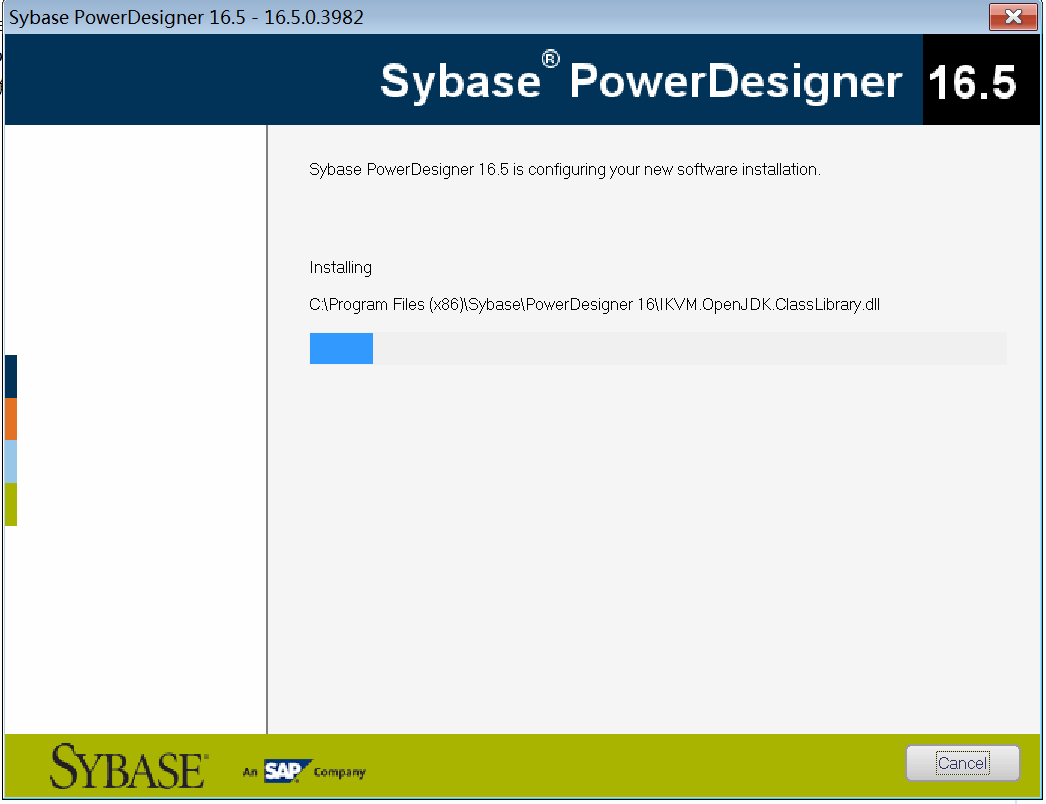 Sybase PowerDesigner 16.5 - 16.5.0.3982
Sybase® PowerDesigner 16.5
Sybase PowerDesigner 16.5 is configuring your new software installation.
Installing
C:\Program Files (x86)\Sybase\PowerDesigner 16\IKVM.OpenJDK.ClassLibrary.dll
SYBASE An SAP Company
Cancel